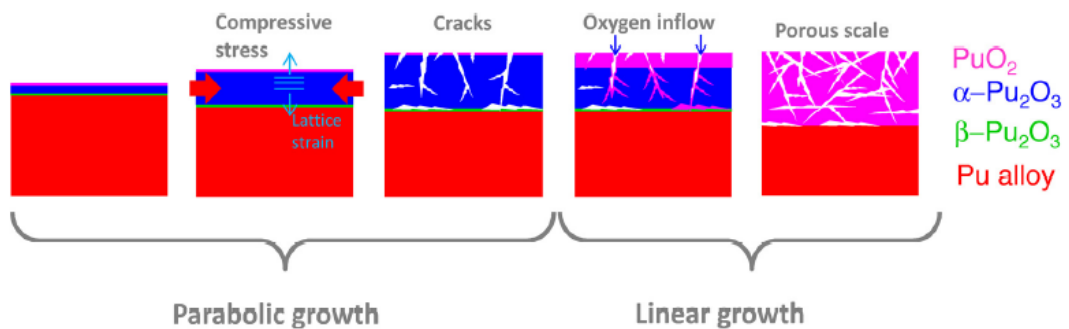 Compressive
stress
Lattice
strain
Cracks
Oxygen inflow
Porous scale
PuO₂
α–Pu₂O₃
β–Pu₂O₃
Pu alloy
Parabolic growth
Linear growth